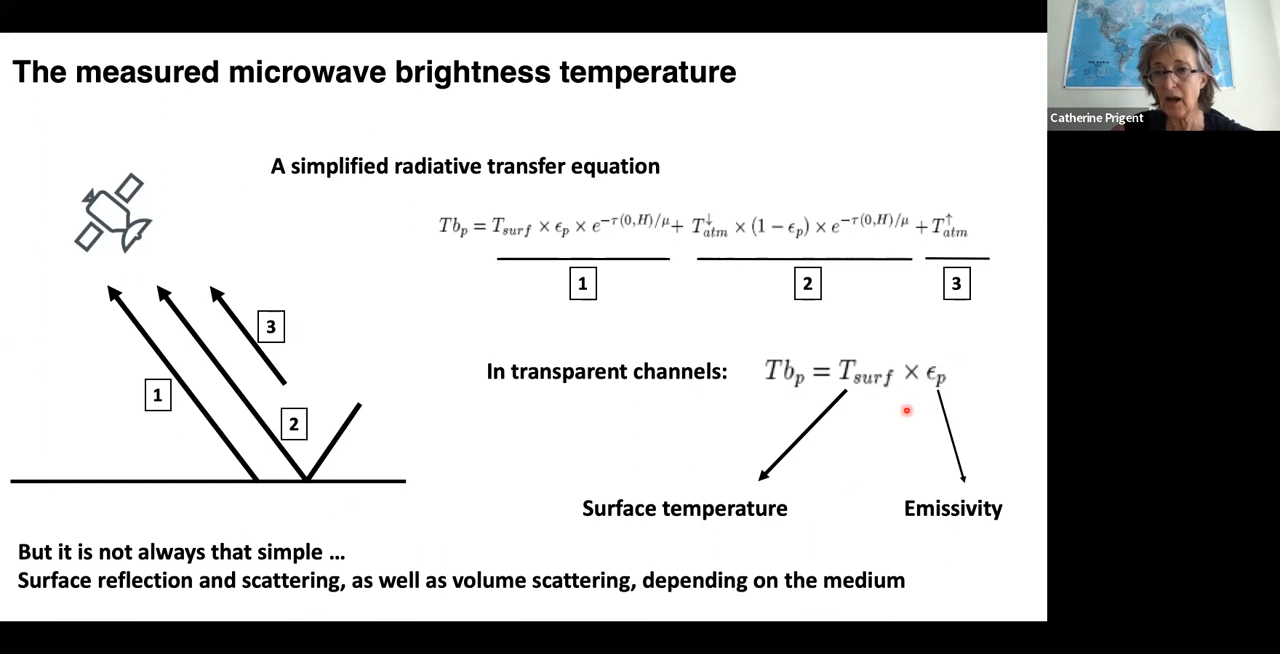 The measured microwave brightness temperature
Catherine Prigent
A simplified radiative transfer equation
Tb_p = T_surf × ϵ_p × e^{−τ(0,H)/μ} + T_atm^↓ × (1 − ϵ_p) × e^{−τ(0,H)/μ} + T_atm^↑
1 2 3
3
1
2
In transparent channels: Tb_p = T_surf × ϵ_p
Surface temperature Emissivity
But it is not always that simple ...
Surface reflection and scattering, as well as volume scattering, depending on the medium